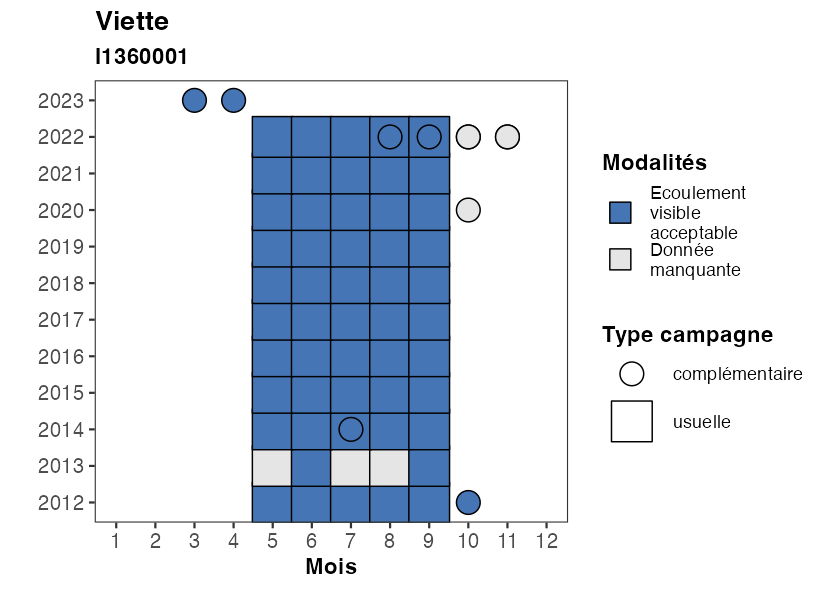 Viette
I1360001
2023
2022
2021
2020
2019
2018
2017
2016
2015
2014
2013
2012
1 2 3 4 5 6 7 8 9 10 11 12
Mois
Modalités
Ecoulement
visible
acceptable
Donnée
manquante
Type campagne
complémentaire
usuelle